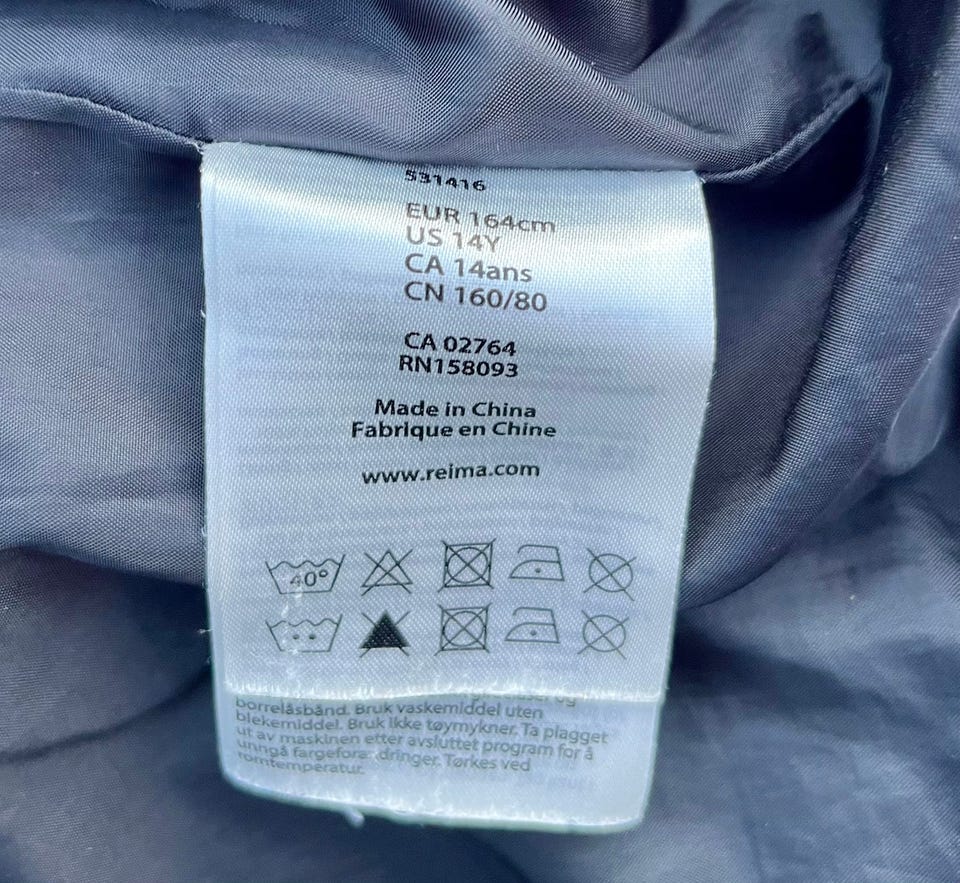 531416
EUR 164cm
US 14Y
CA 14ans
CN 160/80
CA 02764
RN158093
Made in China
Fabrique en Chine
www.reima.com
40°
og
borrelåsbånd. Bruk vaskemiddel uten
blekemiddel. Bruk ikke tøymykner. Ta plagget
ut av maskinen etter avsluttet program for å
unngå dringer. Tørkes ved
romtemperatur.